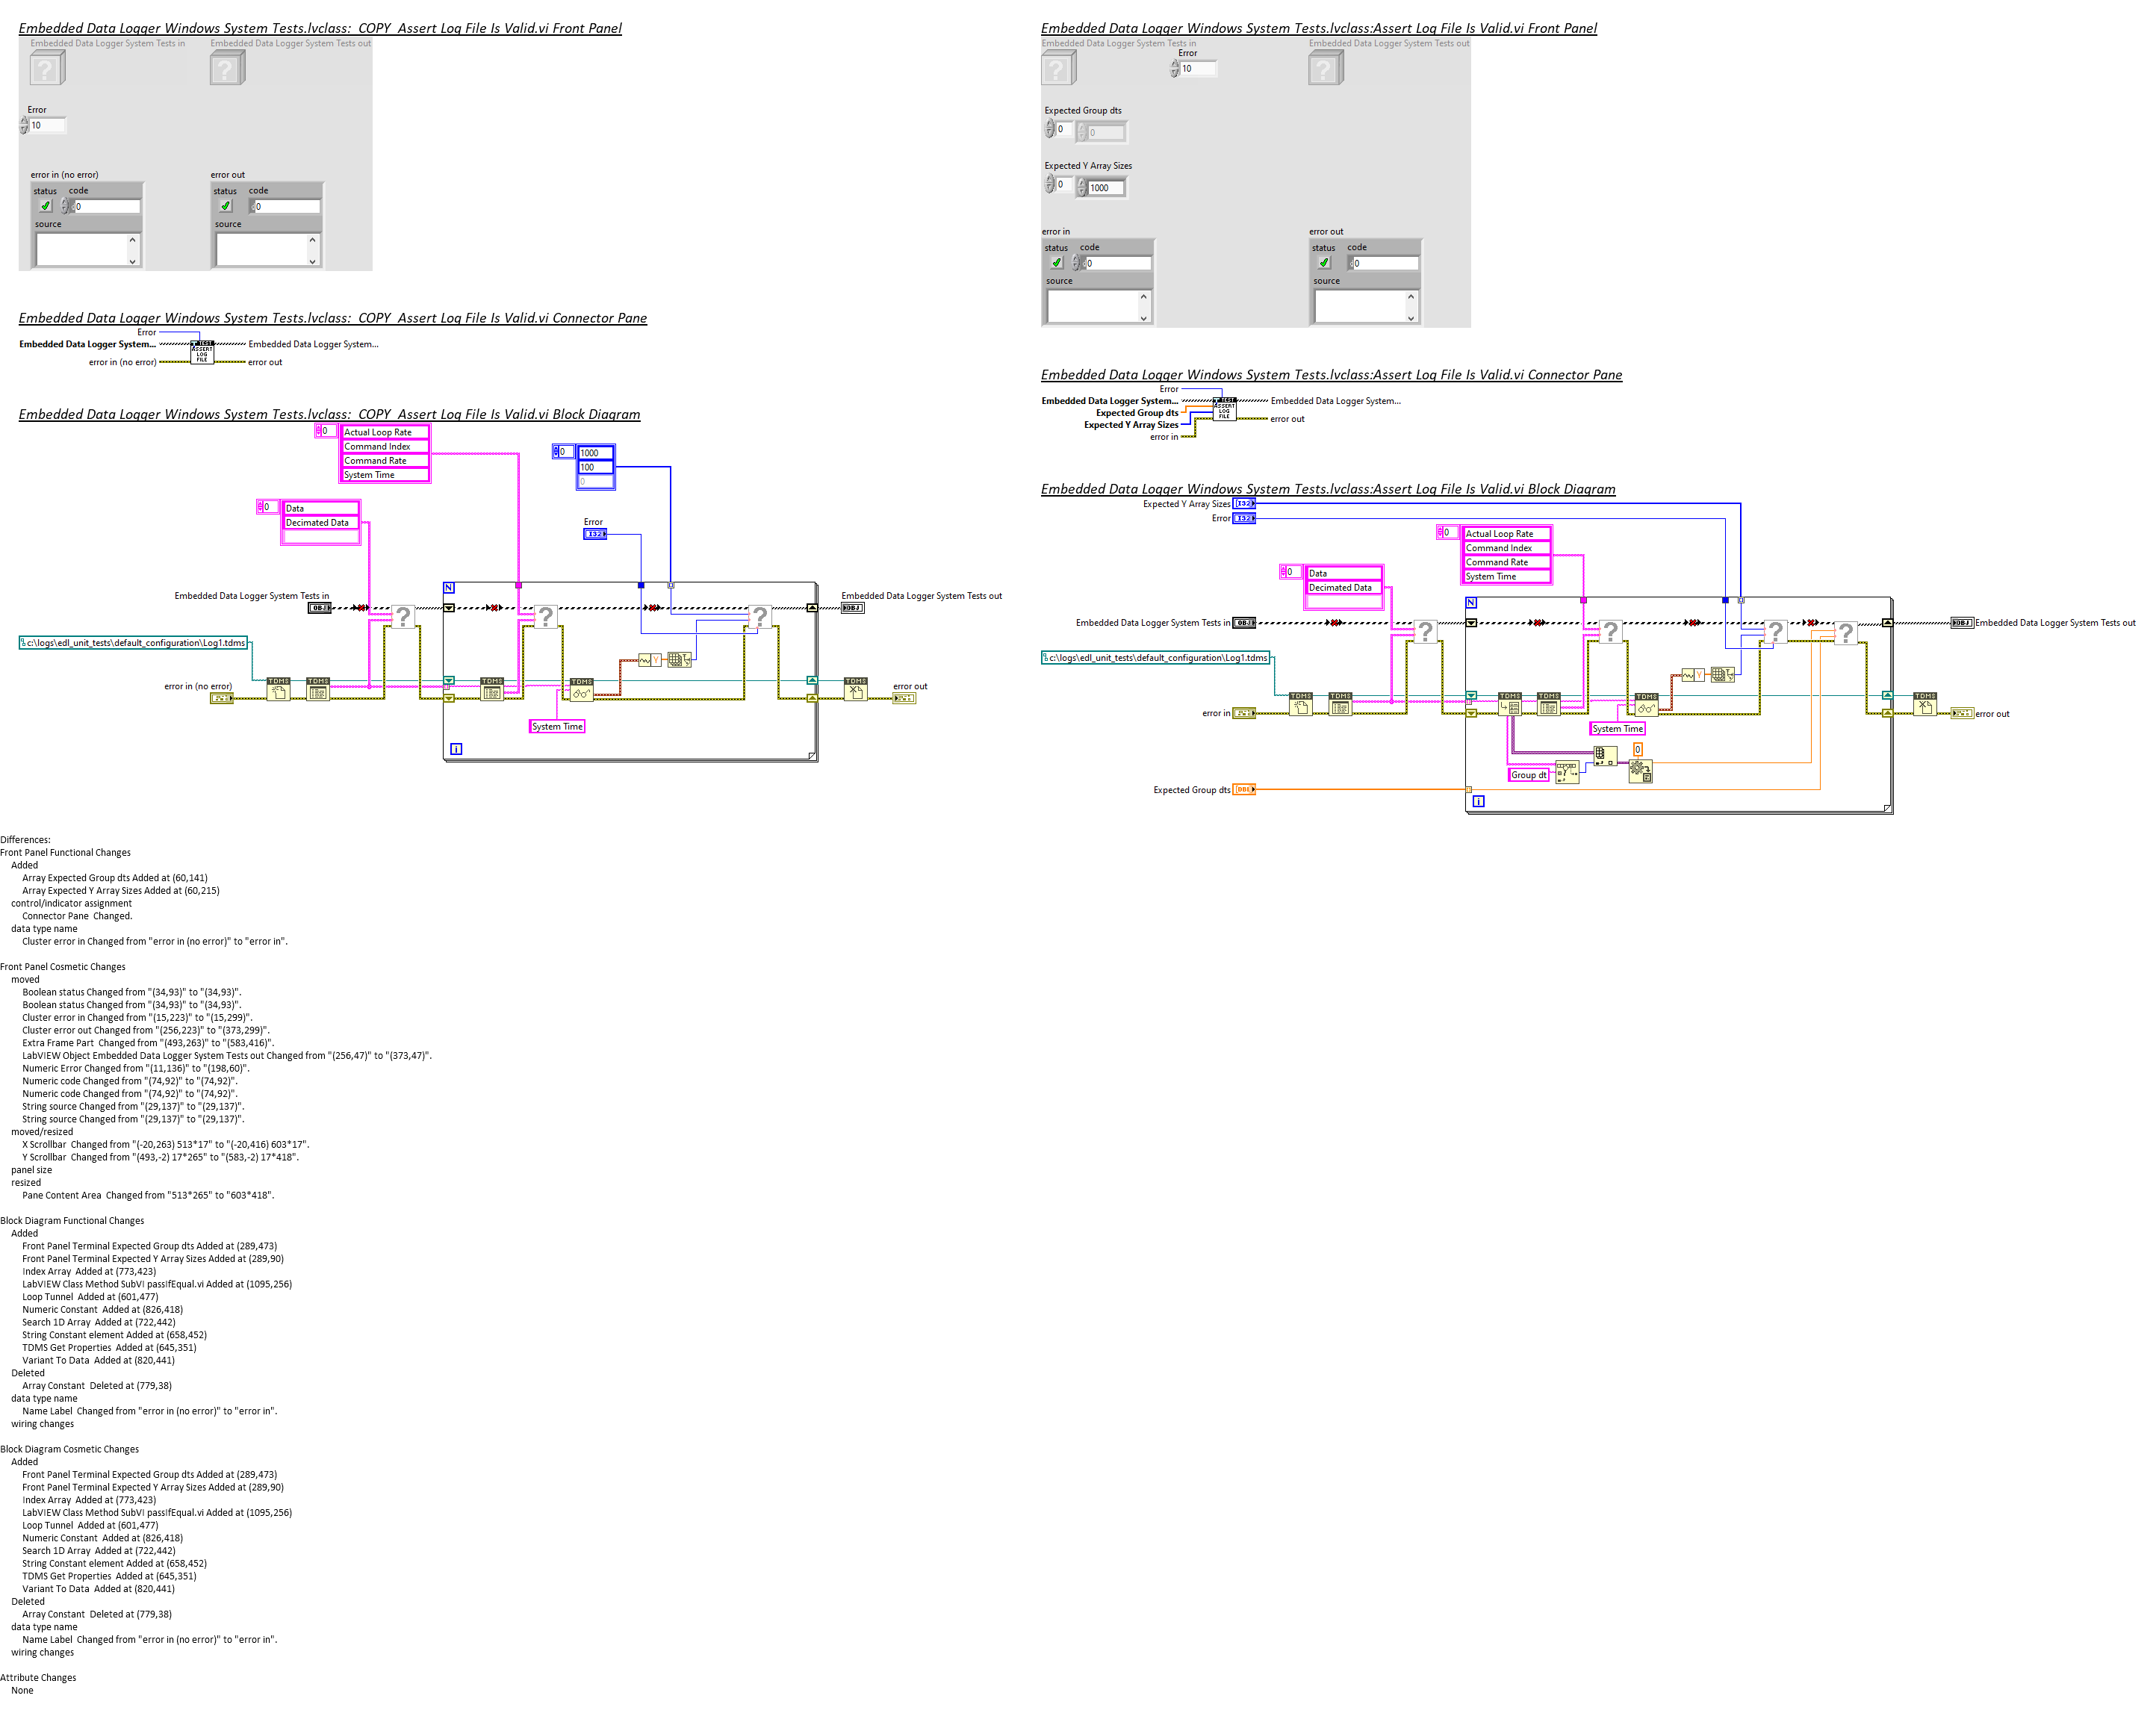 Embedded Data Logger Windows System Tests.lvclass:  COPY  Assert Log File Is Valid.vi Front Panel
Embedded Data Logger System Tests in
Embedded Data Logger System Tests out
Error
10
error in (no error)
error out
status code
0
status code
0
source
source
Embedded Data Logger Windows System Tests.lvclass:  COPY  Assert Log File Is Valid.vi Connector Pane
Error
Embedded Data Logger System...
TEST
ASSERT
LOG
FILE
Embedded Data Logger System...
error in (no error)
error out
Embedded Data Logger Windows System Tests.lvclass:  COPY  Assert Log File Is Valid.vi Block Diagram
0
Actual Loop Rate
Command Index
Command Rate
System Time
0
1000
100
0
0
Data
Decimated Data
Error
I32
N
Embedded Data Logger System Tests in
OBJ
?
?
?
Embedded Data Logger System Tests out
OBJ
c:\logs\edl_unit_tests\default_configuration\Log1.tdms
Y
error in (no error)
TDMS
TDMS
TDMS
TDMS
TDMS
error out
System Time
i
Embedded Data Logger Windows System Tests.lvclass:Assert Log File Is Valid.vi Front Panel
Embedded Data Logger System Tests in
Embedded Data Logger System Tests out
Error
10
Expected Group dts
0
0
Expected Y Array Sizes
0
1000
error in
error out
status code
0
status code
0
source
source
Embedded Data Logger Windows System Tests.lvclass:Assert Log File Is Valid.vi Connector Pane
Error
Embedded Data Logger System...
TEST
ASSERT
LOG
FILE
Embedded Data Logger System...
Expected Group dts
Expected Y Array Sizes
error in
error out
Embedded Data Logger Windows System Tests.lvclass:Assert Log File Is Valid.vi Block Diagram
Expected Y Array Sizes
I32
Error
I32
0
Actual Loop Rate
Command Index
Command Rate
System Time
0
Data
Decimated Data
N
Embedded Data Logger System Tests in
OBJ
?
?
?
?
OBJ
Embedded Data Logger System Tests out
c:\logs\edl_unit_tests\default_configuration\Log1.tdms
Y
error in
TDMS
TDMS
TDMS
TDMS
TDMS
TDMS
error out
System Time
0
Group dt
Expected Group dts
DBL
i
Differences:
Front Panel Functional Changes
Added
Array Expected Group dts Added at (60,141)
Array Expected Y Array Sizes Added at (60,215)
control/indicator assignment
Connector Pane  Changed.
data type name
Cluster error in Changed from "error in (no error)" to "error in".
Front Panel Cosmetic Changes
moved
Boolean status Changed from "(34,93)" to "(34,93)".
Boolean status Changed from "(34,93)" to "(34,93)".
Cluster error in Changed from "(15,223)" to "(15,299)".
Cluster error out Changed from "(256,223)" to "(373,299)".
Extra Frame Part  Changed from "(493,263)" to "(583,416)".
LabVIEW Object Embedded Data Logger System Tests out Changed from "(256,47)" to "(373,47)".
Numeric Error Changed from "(11,136)" to "(198,60)".
Numeric code Changed from "(74,92)" to "(74,92)".
Numeric code Changed from "(74,92)" to "(74,92)".
String source Changed from "(29,137)" to "(29,137)".
String source Changed from "(29,137)" to "(29,137)".
moved/resized
X Scrollbar  Changed from "(-20,263) 513*17" to "(-20,416) 603*17".
Y Scrollbar  Changed from "(493,-2) 17*265" to "(583,-2) 17*418".
panel size
resized
Pane Content Area  Changed from "513*265" to "603*418".
Block Diagram Functional Changes
Added
Front Panel Terminal Expected Group dts Added at (289,473)
Front Panel Terminal Expected Y Array Sizes Added at (289,90)
Index Array  Added at (773,423)
LabVIEW Class Method SubVI passIfEqual.vi Added at (1095,256)
Loop Tunnel  Added at (601,477)
Numeric Constant  Added at (826,418)
Search 1D Array  Added at (722,442)
String Constant element Added at (658,452)
TDMS Get Properties  Added at (645,351)
Variant To Data  Added at (820,441)
Deleted
Array Constant  Deleted at (779,38)
data type name
Name Label  Changed from "error in (no error)" to "error in".
wiring changes
Block Diagram Cosmetic Changes
Added
Front Panel Terminal Expected Group dts Added at (289,473)
Front Panel Terminal Expected Y Array Sizes Added at (289,90)
Index Array  Added at (773,423)
LabVIEW Class Method SubVI passIfEqual.vi Added at (1095,256)
Loop Tunnel  Added at (601,477)
Numeric Constant  Added at (826,418)
Search 1D Array  Added at (722,442)
String Constant element Added at (658,452)
TDMS Get Properties  Added at (645,351)
Variant To Data  Added at (820,441)
Deleted
Array Constant  Deleted at (779,38)
data type name
Name Label  Changed from "error in (no error)" to "error in".
wiring changes
Attribute Changes
None